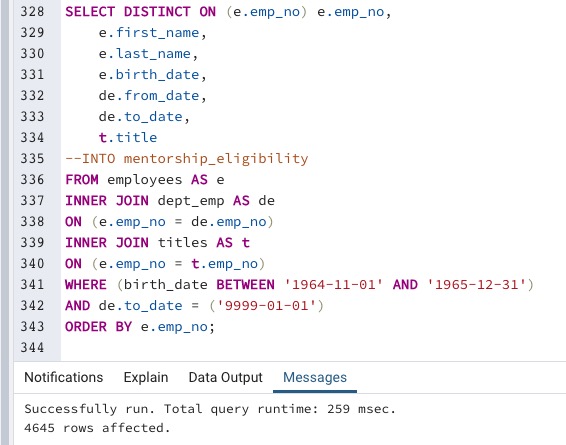 328 SELECT DISTINCT ON (e.emp_no) e.emp_no,
329     e.first_name,
330     e.last_name,
331     e.birth_date,
332     de.from_date,
333     de.to_date,
334     t.title
335 --INTO mentorship_eligibility
336 FROM employees AS e
337 INNER JOIN dept_emp AS de
338 ON (e.emp_no = de.emp_no)
339 INNER JOIN titles AS t
340 ON (e.emp_no = t.emp_no)
341 WHERE (birth_date BETWEEN '1964-11-01' AND '1965-12-31')
342 AND de.to_date = ('9999-01-01')
343 ORDER BY e.emp_no;
344
Notifications Explain Data Output Messages
Successfully run. Total query runtime: 259 msec.
4645 rows affected.